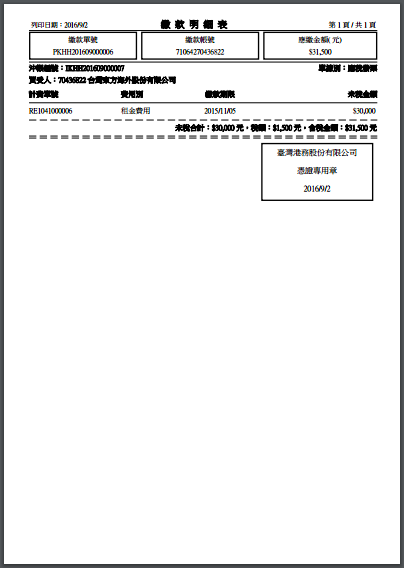 列印日期：2016/9/2 繳 款 明 細 表 第 1 頁 / 共 1 頁
繳款單號 繳款帳號 應繳金額( 元)
PKHH201609000006 71064270436822 $31,500
沖帳編號：IKHH201609000007 單據別：應稅發票
買受人：70436822 台灣東方海外股份有限公司
計費單號 費用別 繳款期限 未稅金額
RE1041000006 租金費用 2015/11/05 $30,000
未稅合計：$30,000 元，稅額：$1,500 元，含稅金額：$31,500 元
臺灣港務股份有限公司
憑證專用章
2016/9/2